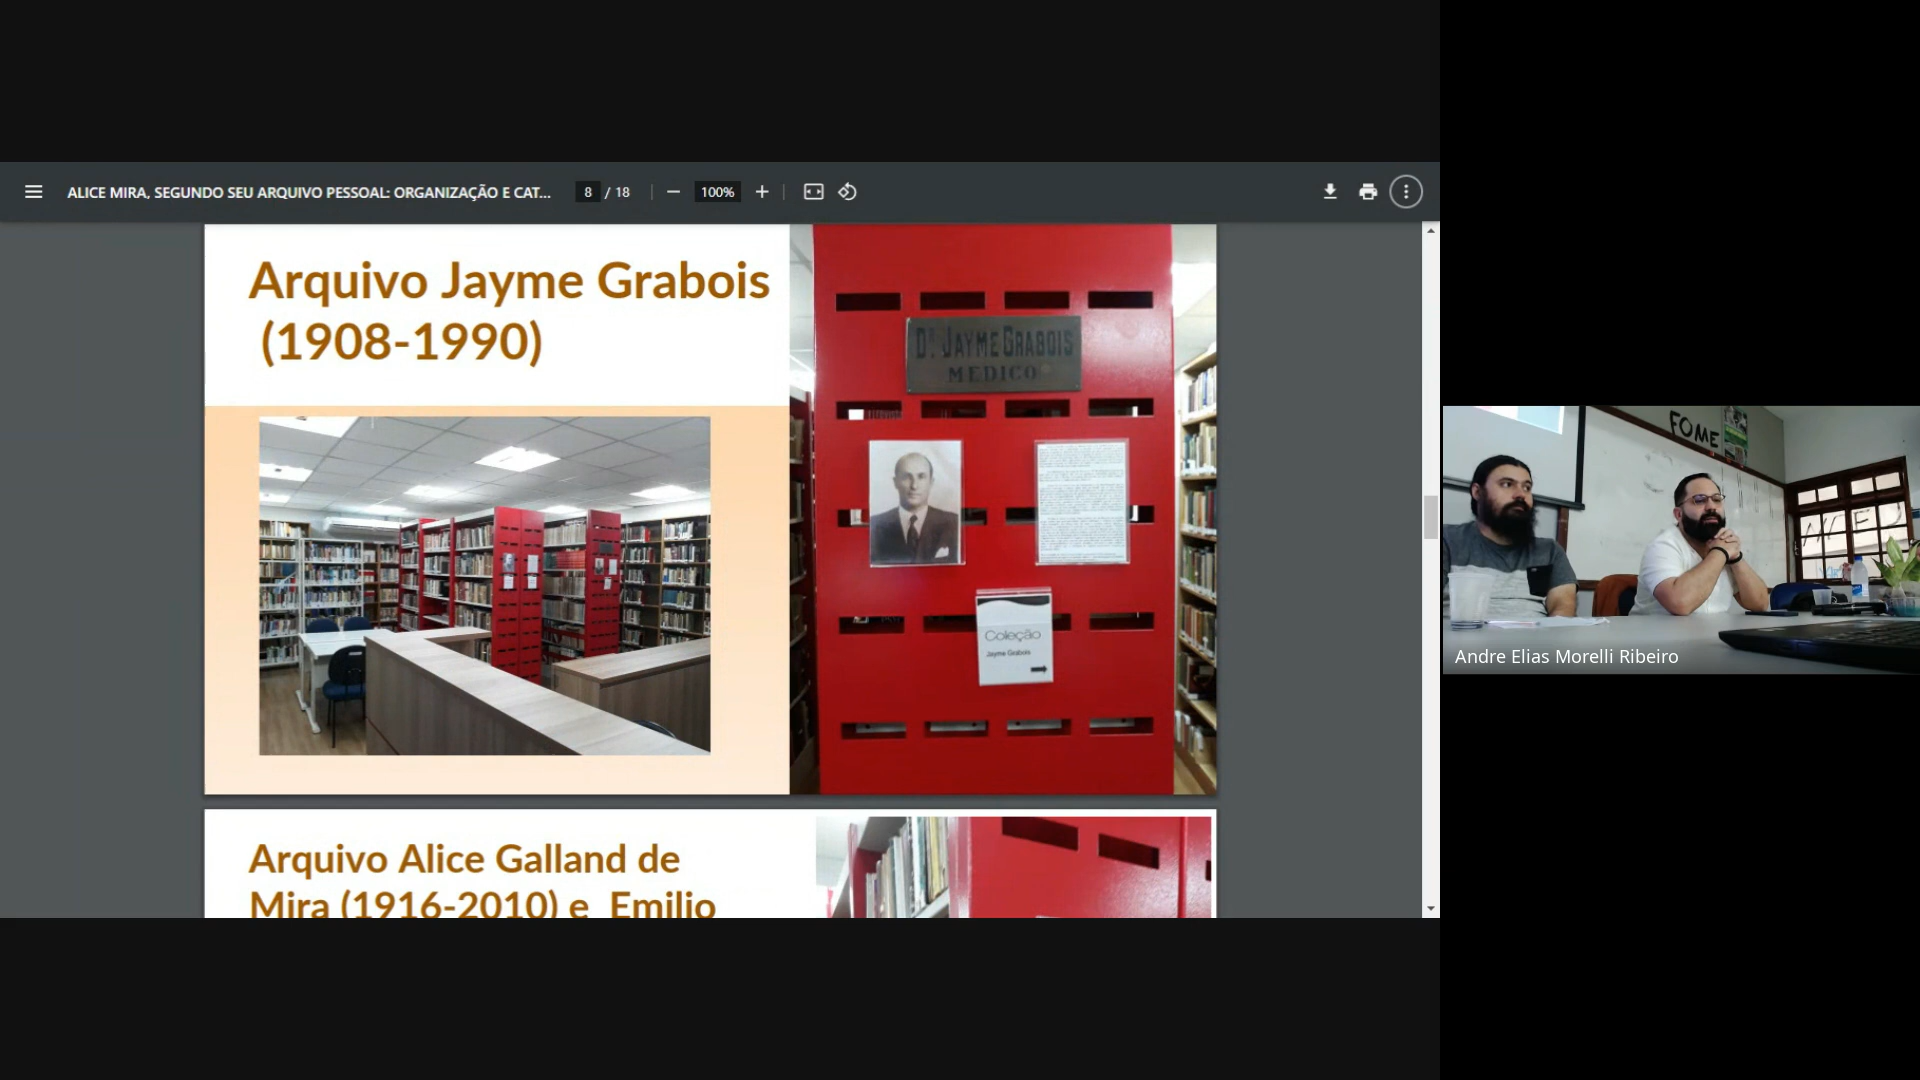 ALICE MIRA, SEGUNDO SEU ARQUIVO PESSOAL: ORGANIZAÇÃO E CAT...
8 / 18
100%
Arquivo Jayme Grabois
(1908-1990)
Dr JAYME GRABOIS
MEDICO
Coleção
Jayme Grabois
Arquivo Alice Galland de
Mira (1916-2010) e Emilio
FOME
Andre Elias Morelli Ribeiro